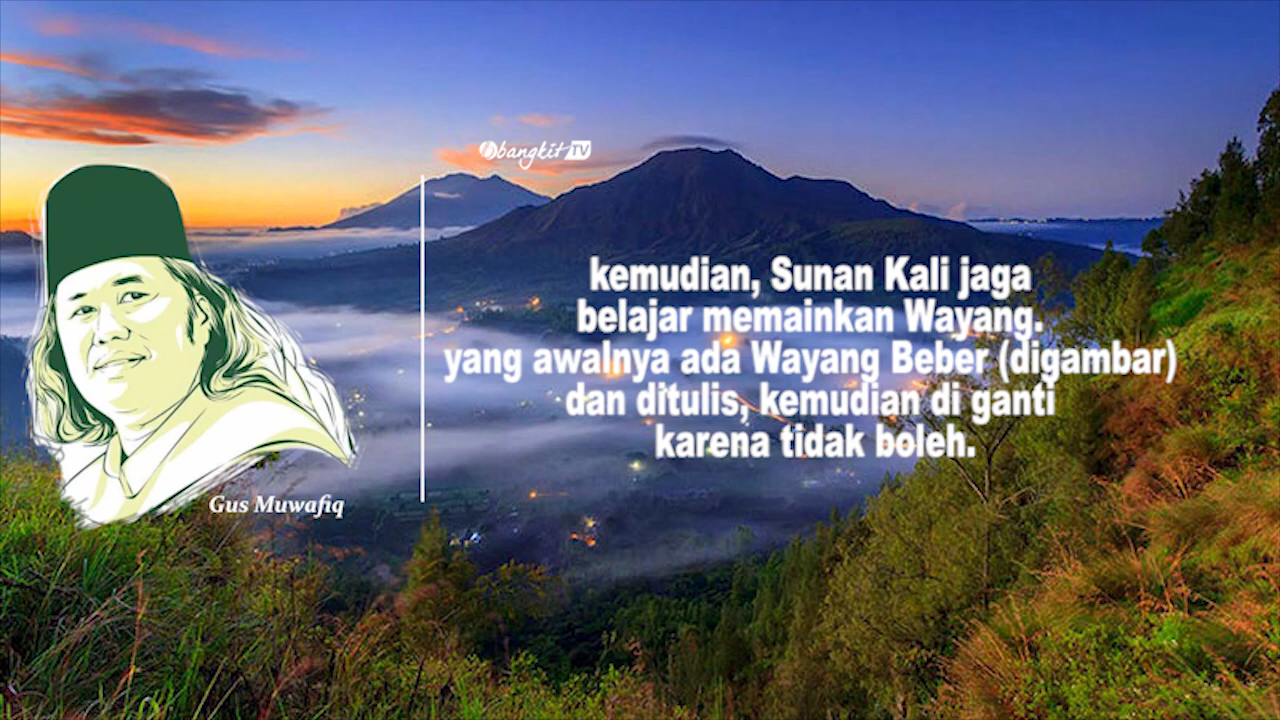 bangkit TV
kemudian, Sunan Kali jaga
belajar memainkan Wayang.
yang awalnya ada Wayang Beber (digambar)
dan ditulis, kemudian di ganti
karena tidak boleh.
Gus Muwafiq